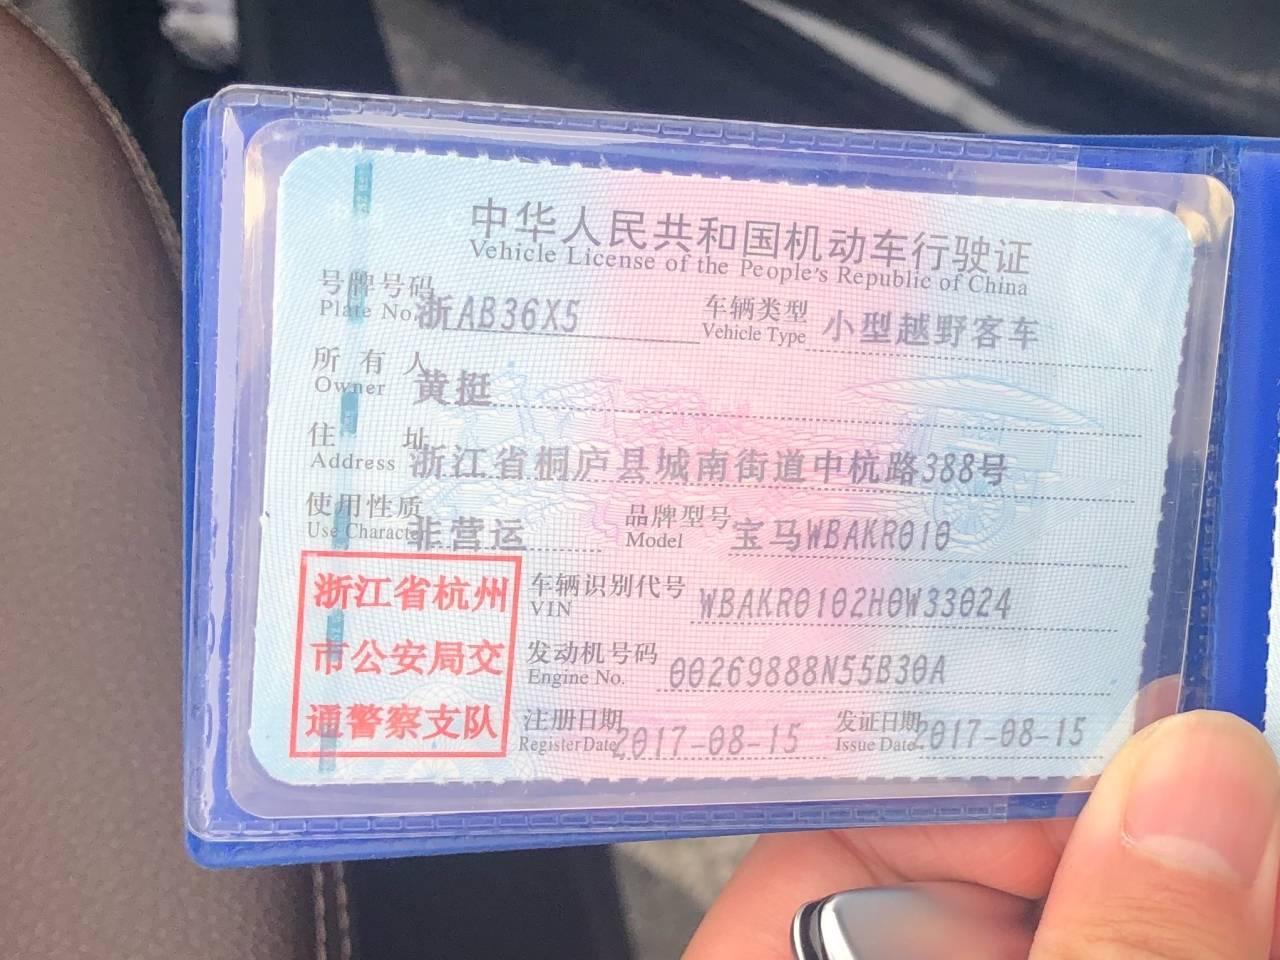 中华人民共和国机动车行驶证
Vehicle License of the People's Republic of China
号牌号码 浙AB36X5 车辆类型 小型越野客车
Plate No. Vehicle Type
所有人 黄挺
Owner
住址 浙江省桐庐县城南街道中杭路388号
Address
使用性质 非营运 品牌型号 宝马WBAKR010
Use Character Model
浙江省杭州
市公安局交
通警察支队
车辆识别代号 WBAKR0102H0W33024
VIN
发动机号码 00269888N55B30A
Engine No.
注册日期 2017-08-15 发证日期 2017-08-15
Register Date Issue Date